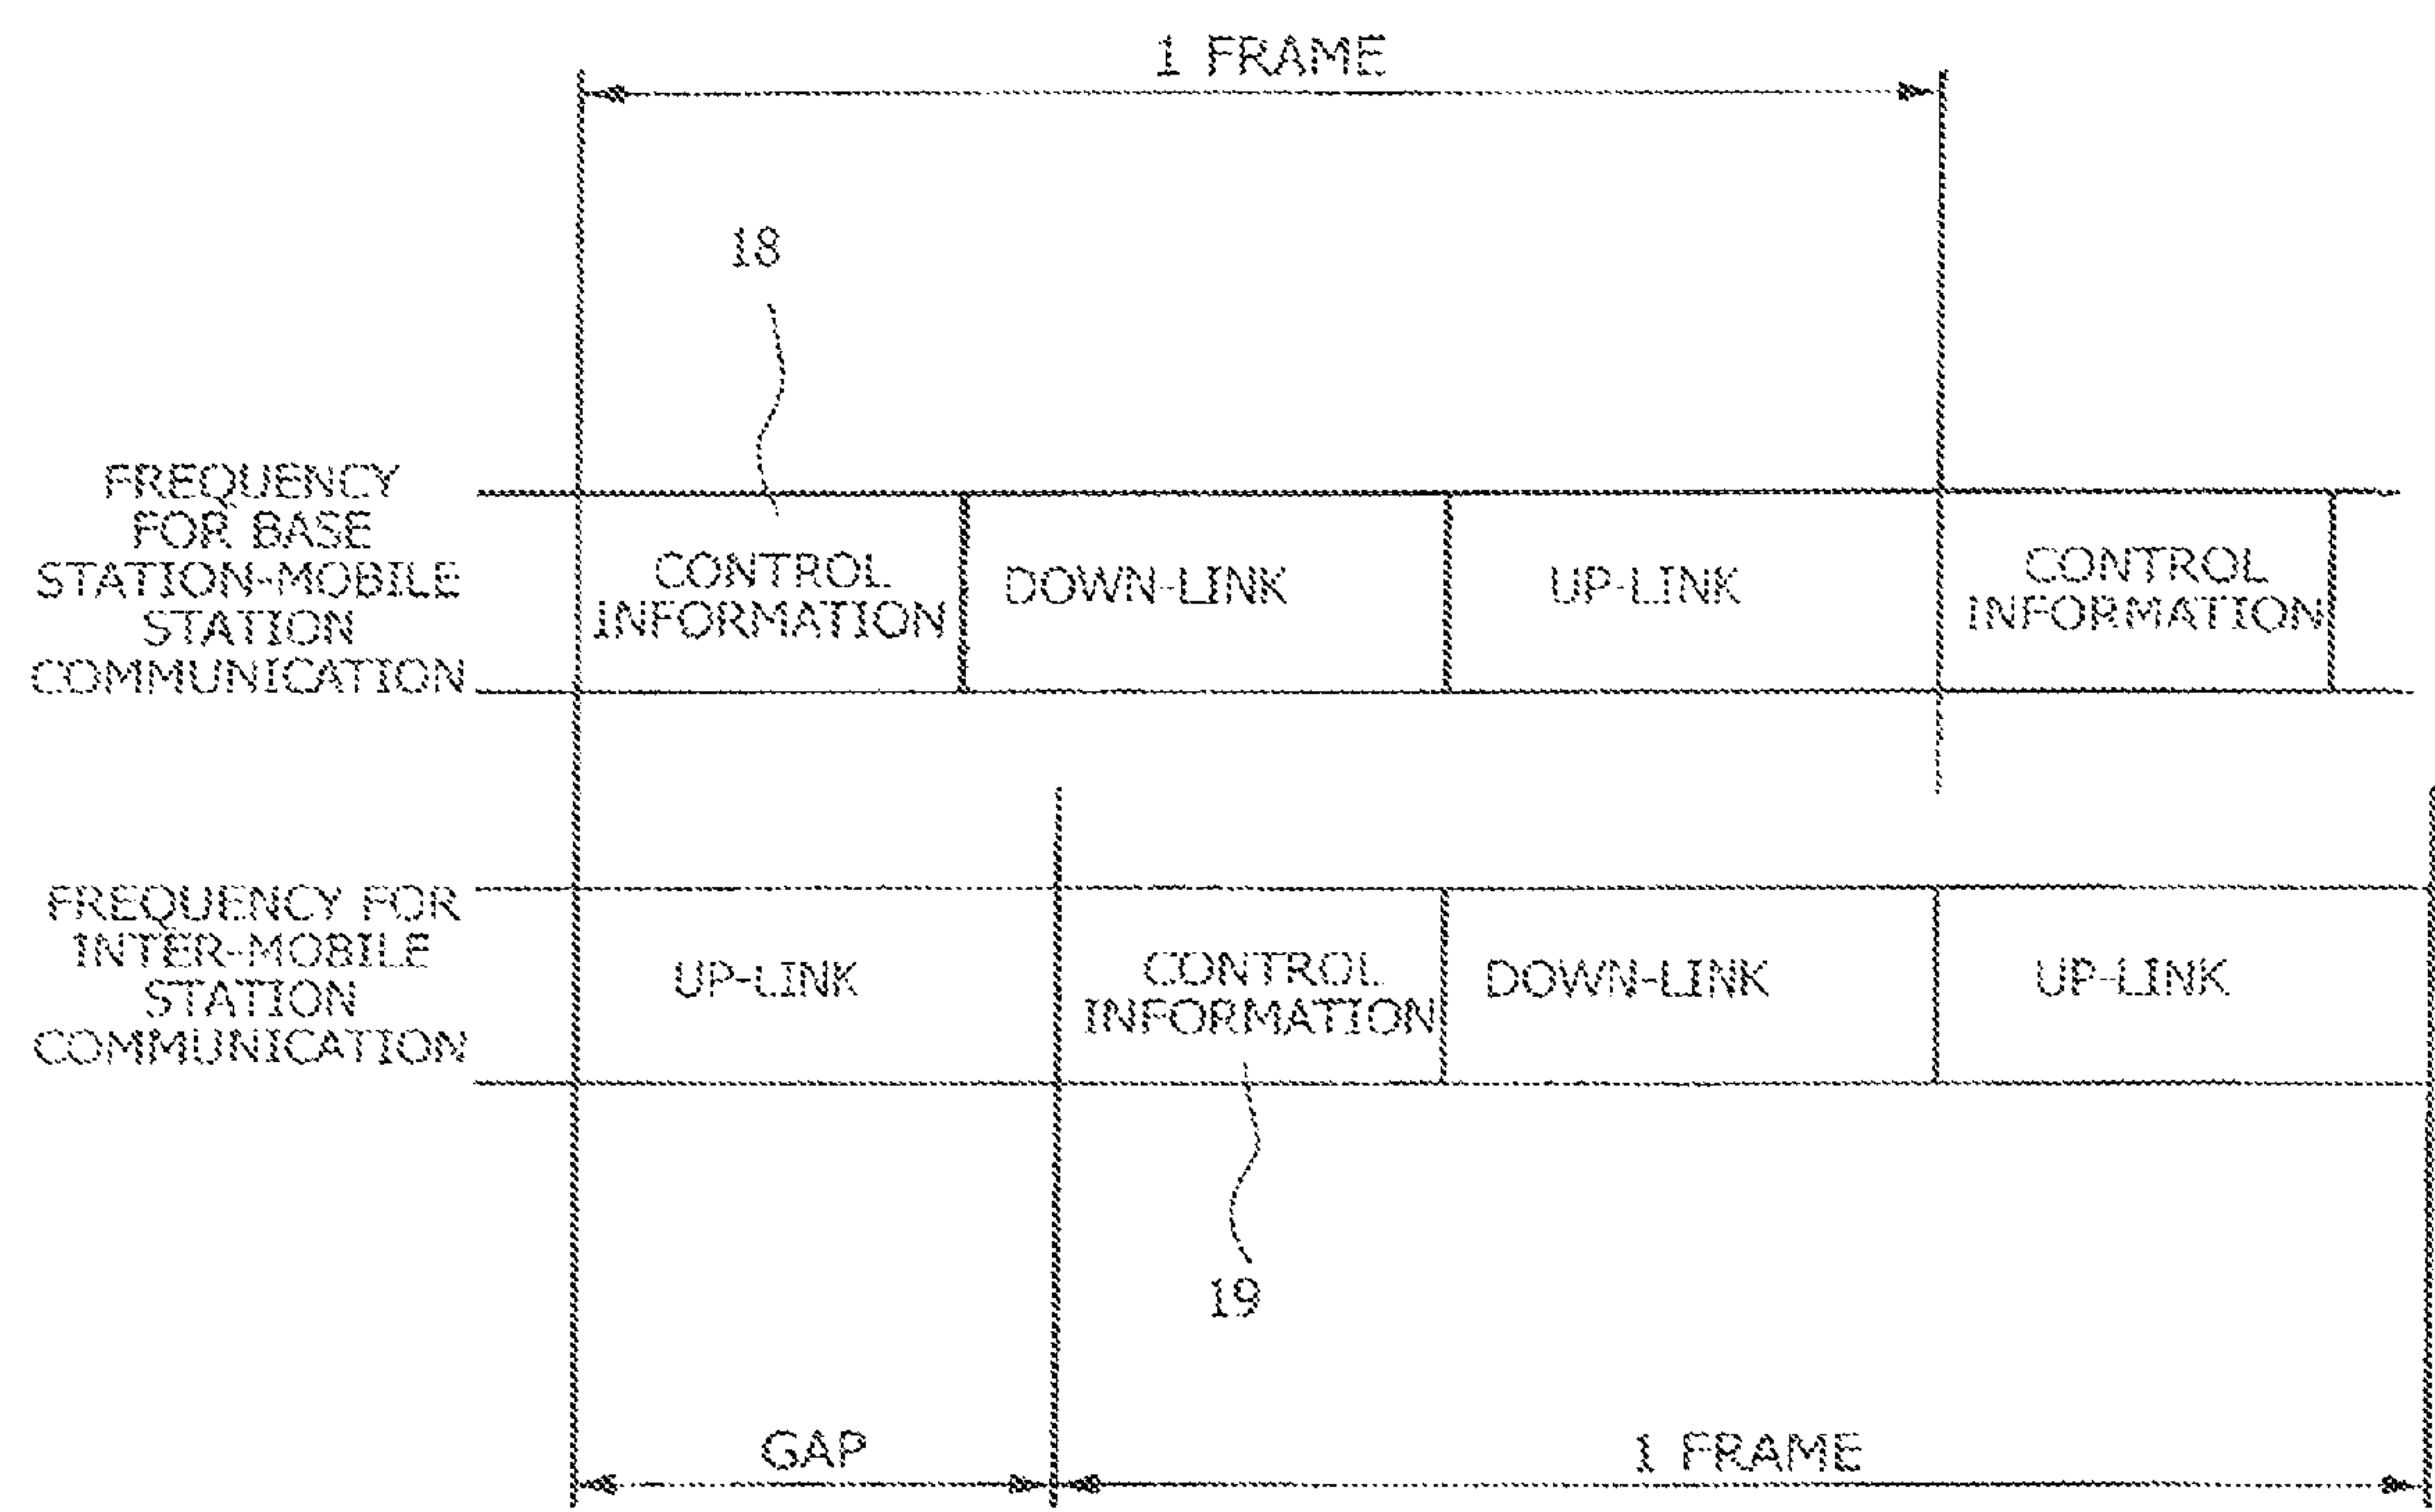 1 FRAME
18
FREQUENCY
FOR BASE
STATION-MOBILE
STATION
COMMUNICATION
CONTROL
INFORMATION
DOWN-LINK
UP-LINK
CONTROL
INFORMATION
FREQUENCY FOR
INTER-MOBILE
STATION
COMMUNICATION
UP-LINK
CONTROL
INFORMATION
DOWN-LINK
UP-LINK
19
GAP
1 FRAME